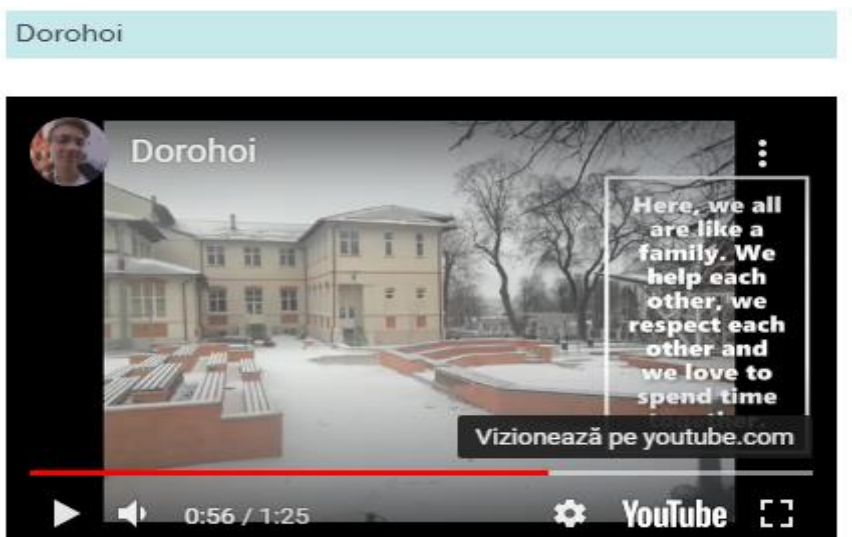 Dorohoi
Dorohoi
Here, we all
are like a
family. We
help each
other, we
respect each
other and
we love to
spend time
together.
Vizionează pe youtube.com
0:56 / 1:25
YouTube